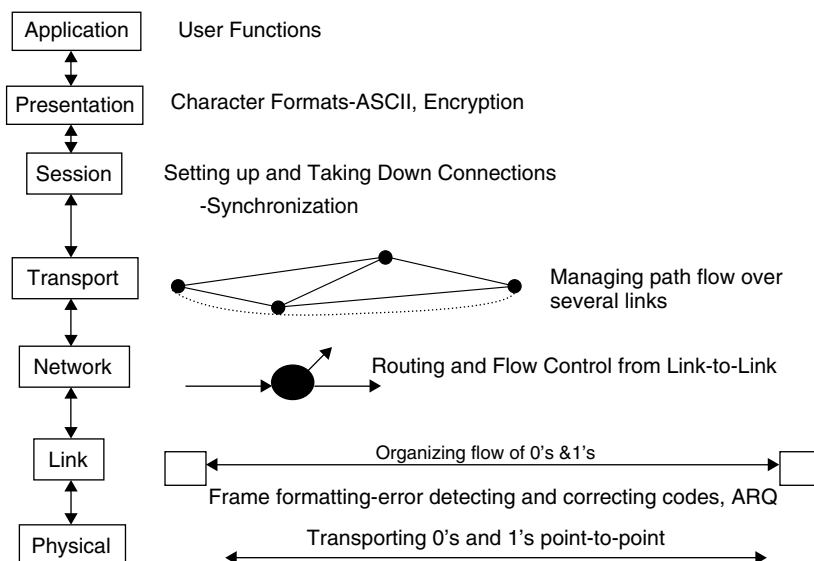 Application
User Functions
Presentation
Character Formats-ASCII, Encryption
Session
Setting up and Taking Down Connections
-Synchronization
Transport
Managing path flow over
several links
Network
Routing and Flow Control from Link-to-Link
Link
Organizing flow of 0's &1's
Frame formatting-error detecting and correcting codes, ARQ
Physical
Transporting 0's and 1's point-to-point